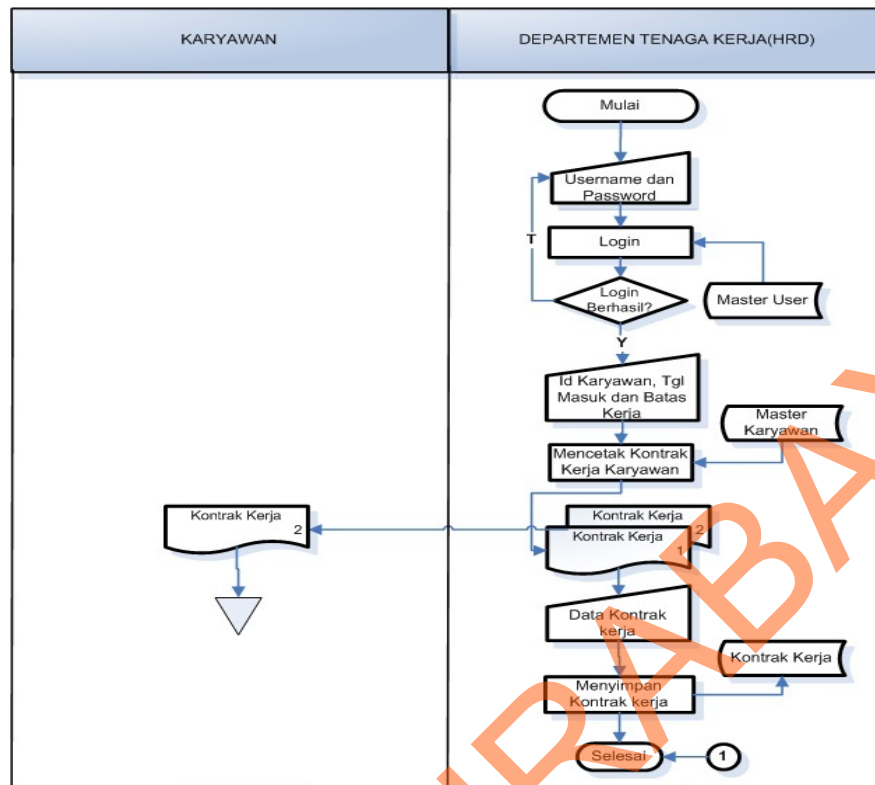 KARYAWAN
DEPARTEMEN TENAGA KERJA(HRD)
Mulai
Username dan
Password
T
Login
Login
Berhasil?
Master User
Y
Id Karyawan, Tgl
Masuk dan Batas
Kerja
Master
Karyawan
Mencetak Kontrak
Kerja Karyawan
Kontrak Kerja
2
Kontrak Kerja
2
Kontrak Kerja
1
Data Kontrak
kerja
Kontrak Kerja
Menyimpan
Kontrak kerja
Selesai
1
RABAY